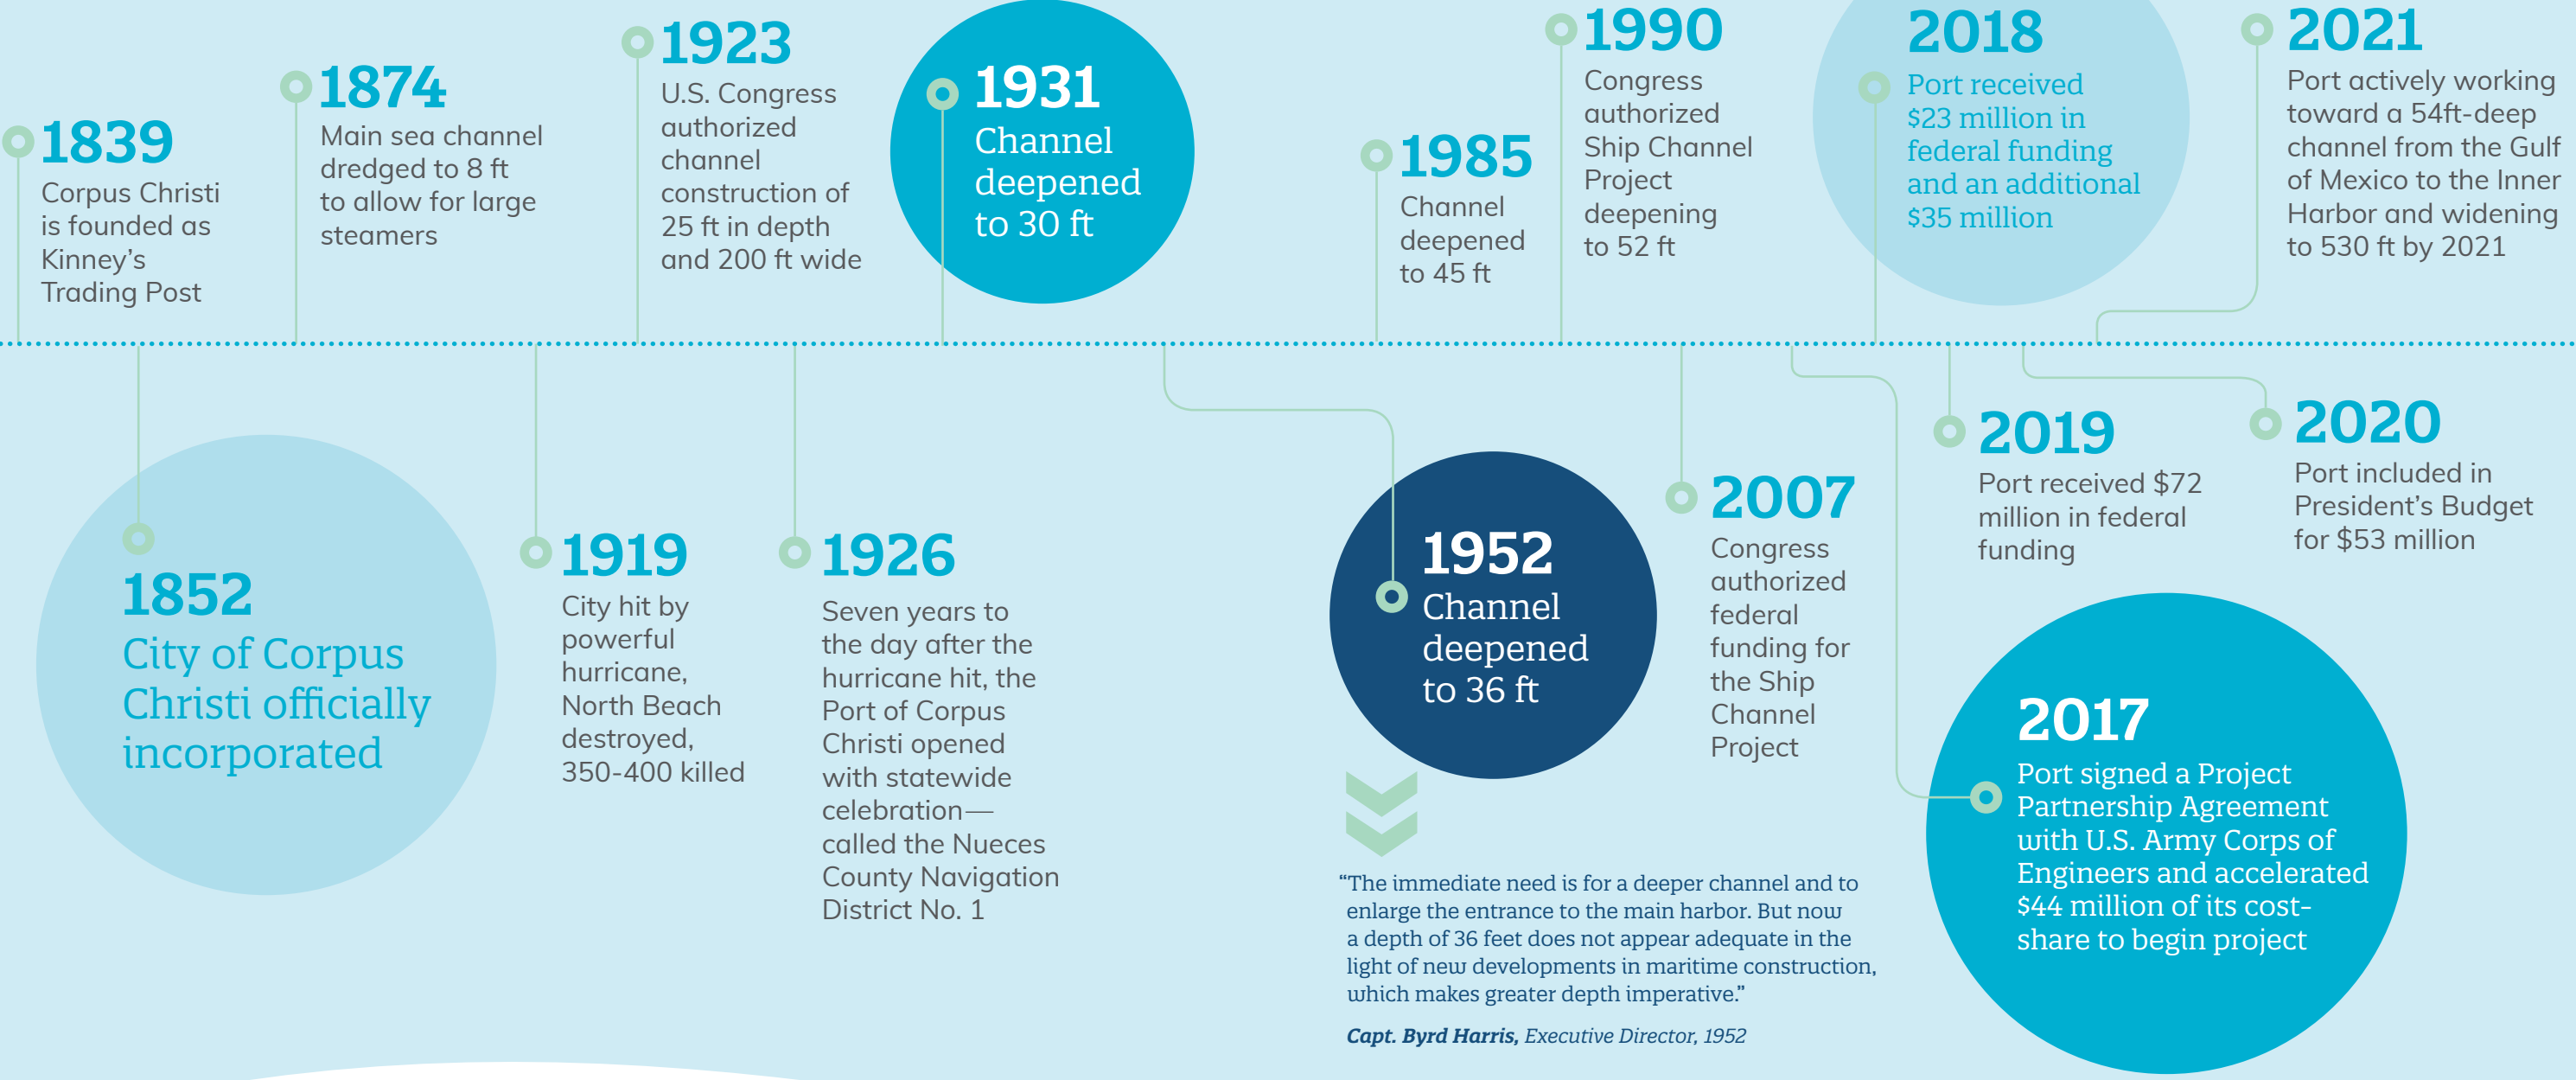 1839
Corpus Christi
is founded as
Kinney's
Trading Post
1852
City of Corpus
Christi officially
incorporated
1874
Main sea channel
dredged to 8 ft
to allow for large
steamers
1919
City hit by
powerful
hurricane,
North Beach
destroyed,
350-400 killed
1923
U.S. Congress
authorized
channel
construction of
25 ft in depth
and 200 ft wide
1926
Seven years to
the day after the
hurricane hit, the
Port of Corpus
Christi opened
with statewide
celebration—
called the Nueces
County Navigation
District No. 1
1931
Channel
deepened
to 30 ft
1952
Channel
deepened
to 36 ft
“The immediate need is for a deeper channel and to
enlarge the entrance to the main harbor. But now
a depth of 36 feet does not appear adequate in the
light of new developments in maritime construction,
which makes greater depth imperative.”
Capt. Byrd Harris, Executive Director, 1952
1985
Channel
deepened
to 45 ft
1990
Congress
authorized
Ship Channel
Project
deepening
to 52 ft
2007
Congress
authorized
federal
funding for
the Ship
Channel
Project
2017
Port signed a Project
Partnership Agreement
with U.S. Army Corps of
Engineers and accelerated
$44 million of its cost-
share to begin project
2018
Port received
$23 million in
federal funding
and an additional
$35 million
2019
Port received $72
million in federal
funding
2020
Port included in
President's Budget
for $53 million
2021
Port actively working
toward a 54ft-deep
channel from the Gulf
of Mexico to the Inner
Harbor and widening
to 530 ft by 2021